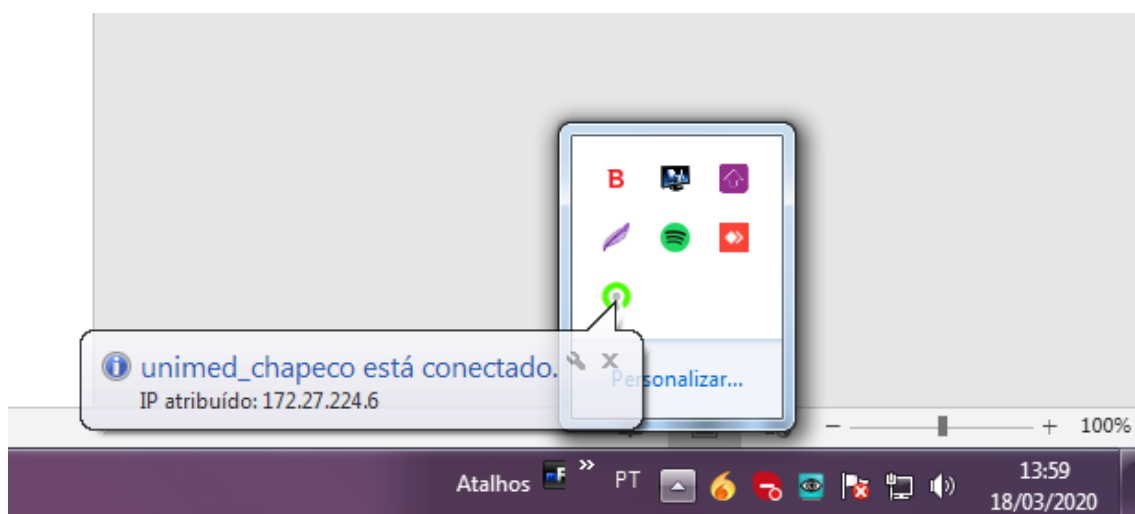 B
unimed_chapeco está conectado.
IP atribuído: 172.27.224.6
Personalizar...
100%
Atalhos
F
PT
13:59
18/03/2020